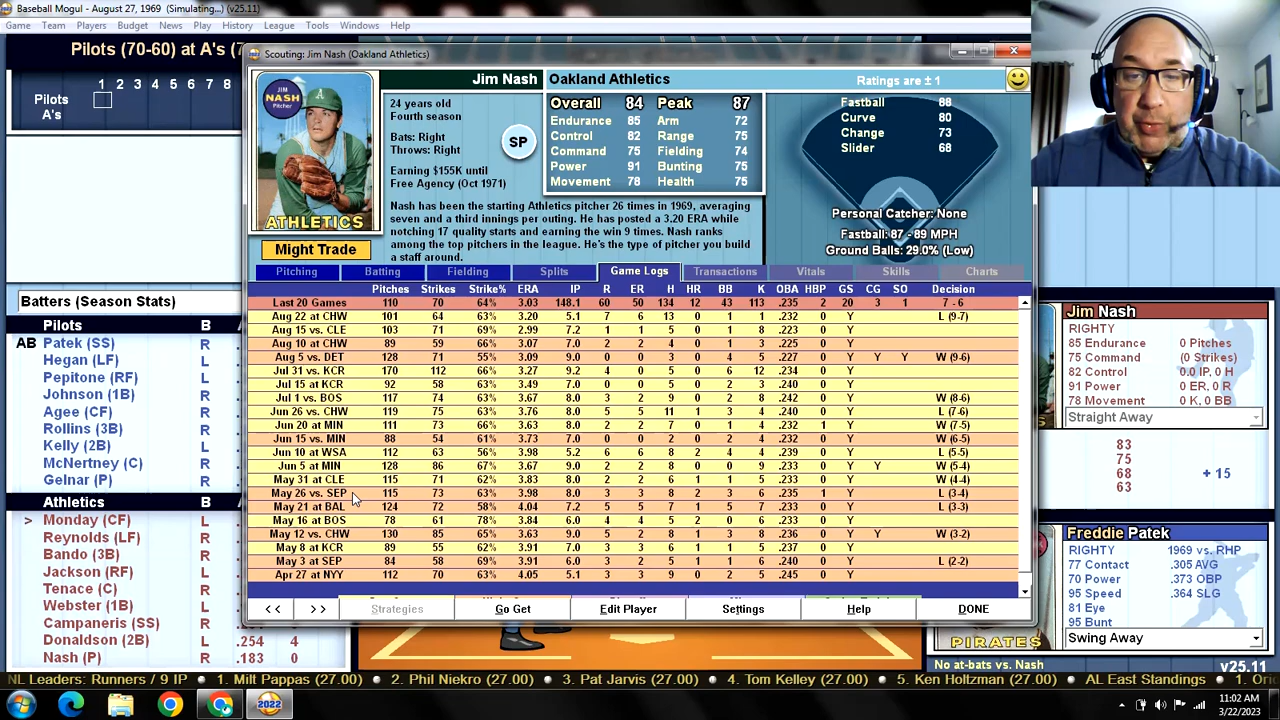 Baseball Mogul - August 27, 1969 (Simulating...) (v25.11)
Game Team Players Budget News Play History League Tools Windows Help
Pilots (70-60) at A's (7
1 2 3 4 5 6 7 8
Pilots
A's
Batters (Season Stats)
Pilots B
AB Patek (SS) R
Hegan (LF) L
Pepitone (RF) L
Johnson (1B) R
Agee (CF) R
Rollins (3B) R
Kelly (2B) R
McNertney (C) R
Gelnar (P) R
Athletics B
> Monday (CF) L
Reynolds (LF) L
Bando (3B) R
Jackson (RF) L
Tenace (C) R
Webster (1B) R
Campaneris (SS) R
Donaldson (2B) L .254 4
Nash (P) R .183 0
Scouting: Jim Nash (Oakland Athletics)
JIM NASH Pitcher
A
ATHLETICS
Might Trade
Jim Nash
24 years old
Fourth season
Bats: Right
Throws: Right
Earning $155K until
Free Agency (Oct 1971)
SP
Oakland Athletics
Overall 84 Peak 87
Endurance 85 Arm 72
Control 82 Range 75
Command 75 Fielding 74
Power 91 Bunting 75
Movement 78 Health 75
Nash has been the starting Athletics pitcher 26 times in 1969, averaging
seven and a third innings per outing. He has posted a 3.20 ERA while
notching 17 quality starts and earning the win 9 times. Nash ranks
among the top pitchers in the league. He's the type of pitcher you build
a staff around.
Ratings are ± 1
Fastball 88
Curve 80
Change 73
Slider 68
Personal Catcher: None
Fastball: 87 - 89 MPH
Ground Balls: 29.0% (Low)
Pitching Batting Fielding Splits Game Logs Transactions Vitals Skills Charts
Pitches Strikes Strike% ERA IP R ER H HR BB K OBA HBP GS CG SO Decision
Last 20 Games 110 70 64% 3.03 148.1 60 50 134 12 43 113 .235 2 20 3 1 7 - 6
Aug 22 at CHW 101 64 63% 3.20 5.1 7 6 13 0 1 1 .232 0 Y L (9-7)
Aug 15 vs. CLE 103 71 69% 2.99 7.2 1 1 5 0 1 8 .223 0 Y
Aug 10 at CHW 89 59 66% 3.07 7.0 2 2 4 0 1 3 .225 0 Y
Aug 5 vs. DET 128 71 55% 3.09 9.0 0 0 3 0 4 5 .227 0 Y Y Y W (9-6)
Jul 31 vs. KCR 170 112 66% 3.27 9.2 4 0 5 0 6 12 .234 0 Y
Jul 15 at KCR 92 58 63% 3.49 7.0 0 0 5 0 2 3 .240 0 Y
Jul 1 vs. BOS 117 74 63% 3.67 8.0 3 2 9 0 2 8 .242 0 Y W (8-6)
Jun 26 vs. CHW 119 75 63% 3.76 8.0 5 5 11 1 3 4 .240 0 Y L (7-6)
Jun 20 at MIN 111 73 66% 3.63 8.0 2 2 7 0 1 4 .232 1 Y W (7-5)
Jun 15 vs. MIN 88 54 61% 3.73 7.0 0 0 2 0 2 4 .232 0 Y W (6-5)
Jun 10 at WSA 112 63 56% 3.98 5.2 6 6 8 2 4 4 .239 0 Y L (5-5)
Jun 5 at MIN 128 86 67% 3.67 9.0 2 2 8 0 0 9 .233 0 Y Y W (5-4)
May 31 at CLE 115 71 62% 3.83 8.0 2 2 6 1 1 7 .233 0 Y W (4-4)
May 26 vs. SEP 115 73 63% 3.98 8.0 3 3 8 2 3 6 .235 1 Y L (3-4)
May 21 at BAL 124 72 58% 4.04 7.2 5 5 7 1 5 7 .233 0 Y L (3-3)
May 16 at BOS 78 61 78% 3.84 6.0 4 4 5 2 0 6 .233 0 Y
May 12 vs. CHW 130 85 65% 3.63 9.0 5 2 8 1 3 8 .236 0 Y Y W (3-2)
May 8 at KCR 89 55 62% 3.91 7.0 3 3 6 1 1 5 .237 0 Y
May 3 at SEP 84 58 69% 3.91 6.0 3 2 5 1 1 6 .240 0 Y L (2-2)
Apr 27 at NYY 112 70 63% 4.05 5.1 3 3 9 0 2 5 .245 0 Y
<< >> Strategies Go Get Edit Player Settings Help DONE
Jim Nash
RIGHTY
85 Endurance 0 Pitches
75 Command (0 Strikes)
82 Control 0.0 IP, 0 H
91 Power 0 ER, 0 R
78 Movement 0 K, 0 BB
Straight Away
83
75
68
63
+ 15
Freddie Patek
RIGHTY 1969 vs. RHP
77 Contact .305 AVG
70 Power .373 OBP
95 Speed .364 SLG
81 Eye
95 Bunt
Swing Away
PIRATES
No at-bats vs. Nash v25.11
NL Leaders: Runners / 9 IP 1. Milt Pappas (27.00) 2. Phil Niekro (27.00) 3. Pat Jarvis (27.00) 4. Tom Kelley (27.00) 5. Ken Holtzman (27.00) AL East Standings 1. Ori
2022
11:02 AM
3/22/2023